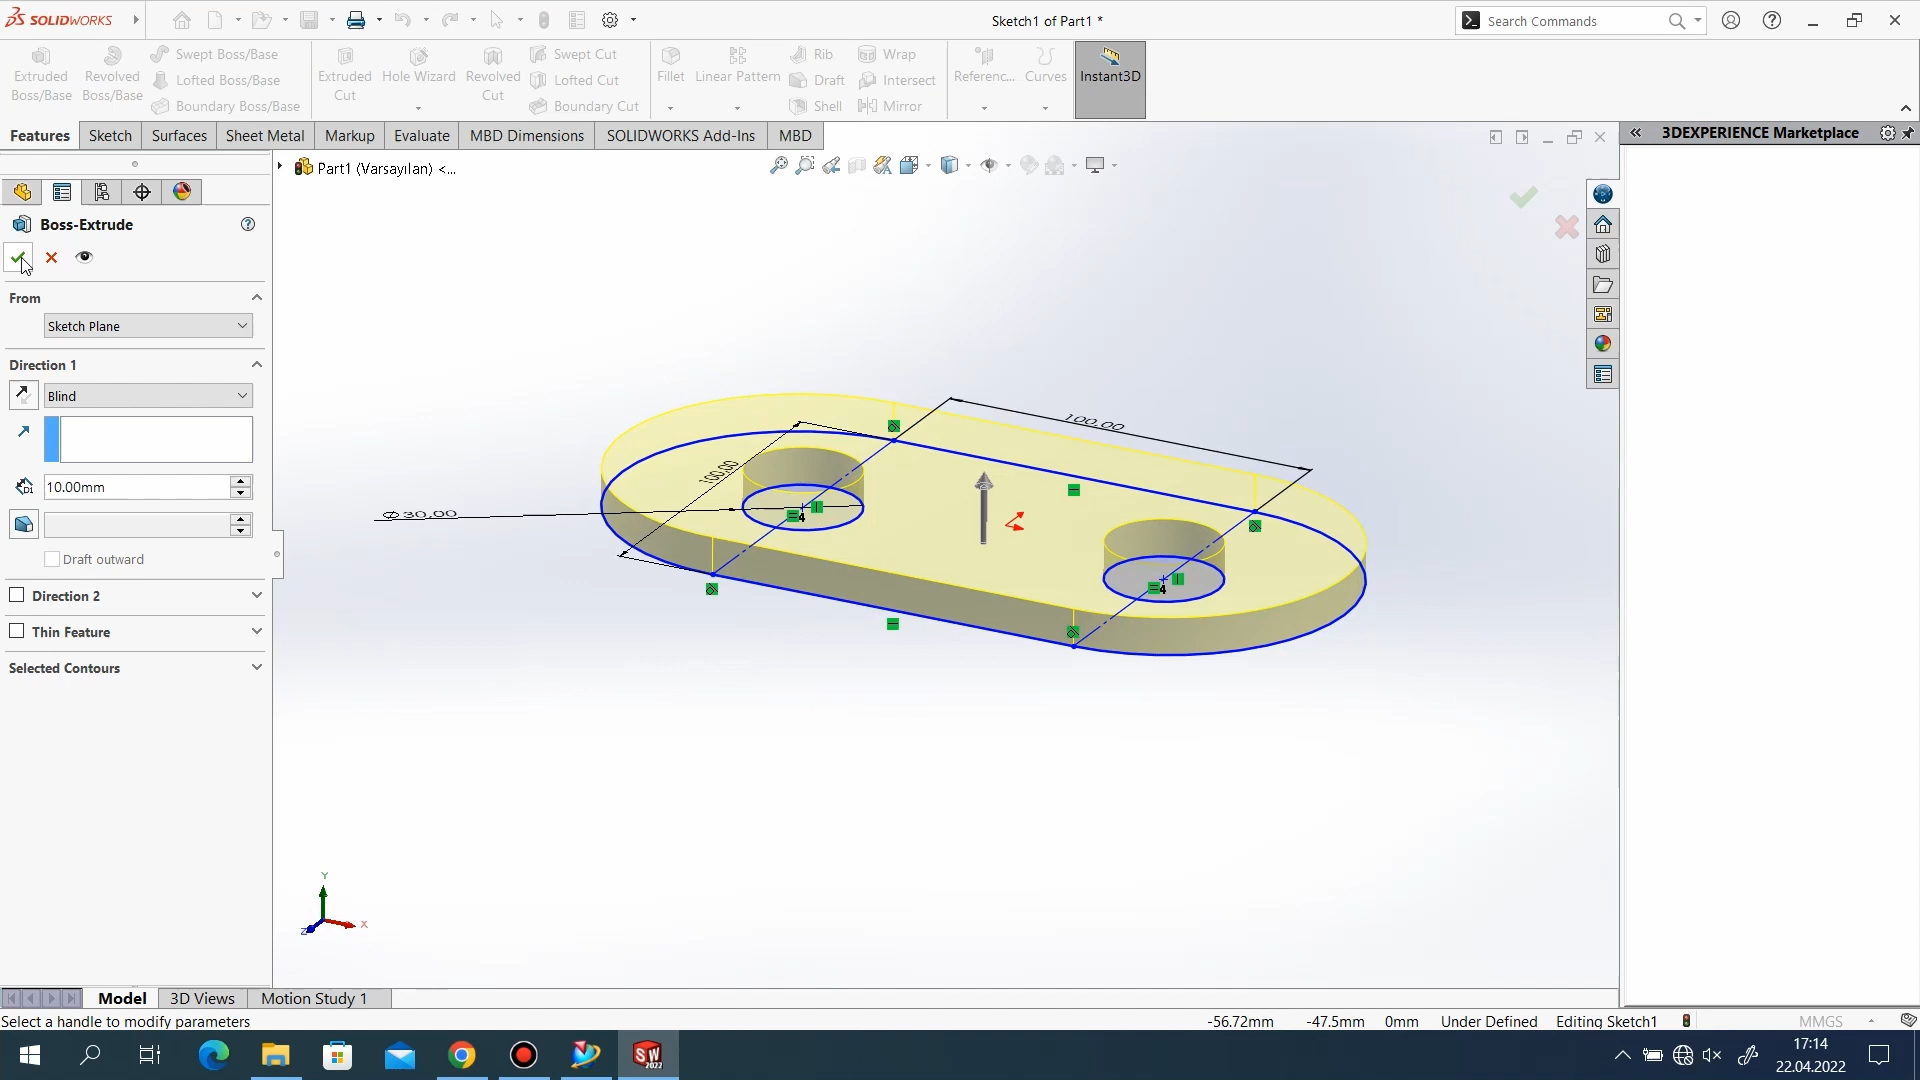 SOLIDWORKS
Sketch1 of Part1 *
Search Commands
Extruded Boss/Base
Revolved Boss/Base
Swept Boss/Base
Lofted Boss/Base
Boundary Boss/Base
Extruded Cut
Hole Wizard
Revolved Cut
Swept Cut
Lofted Cut
Boundary Cut
Fillet
Linear Pattern
Rib
Draft
Shell
Wrap
Intersect
Mirror
Referenc...
Curves
Instant3D
Features
Sketch
Surfaces
Sheet Metal
Markup
Evaluate
MBD Dimensions
SOLIDWORKS Add-Ins
MBD
3DEXPERIENCE Marketplace
Part1 (Varsayılan) <...
Boss-Extrude
From
Sketch Plane
Direction 1
Blind
D1
10.00mm
Draft outward
Direction 2
Thin Feature
Selected Contours
100.00
100.00
Ø30.00
4
4
Y
X
Z
Model
3D Views
Motion Study 1
Select a handle to modify parameters
-56.72mm
-47.5mm
0mm
Under Defined
Editing Sketch1
MMGS
SW
2022
17:14
22.04.2022